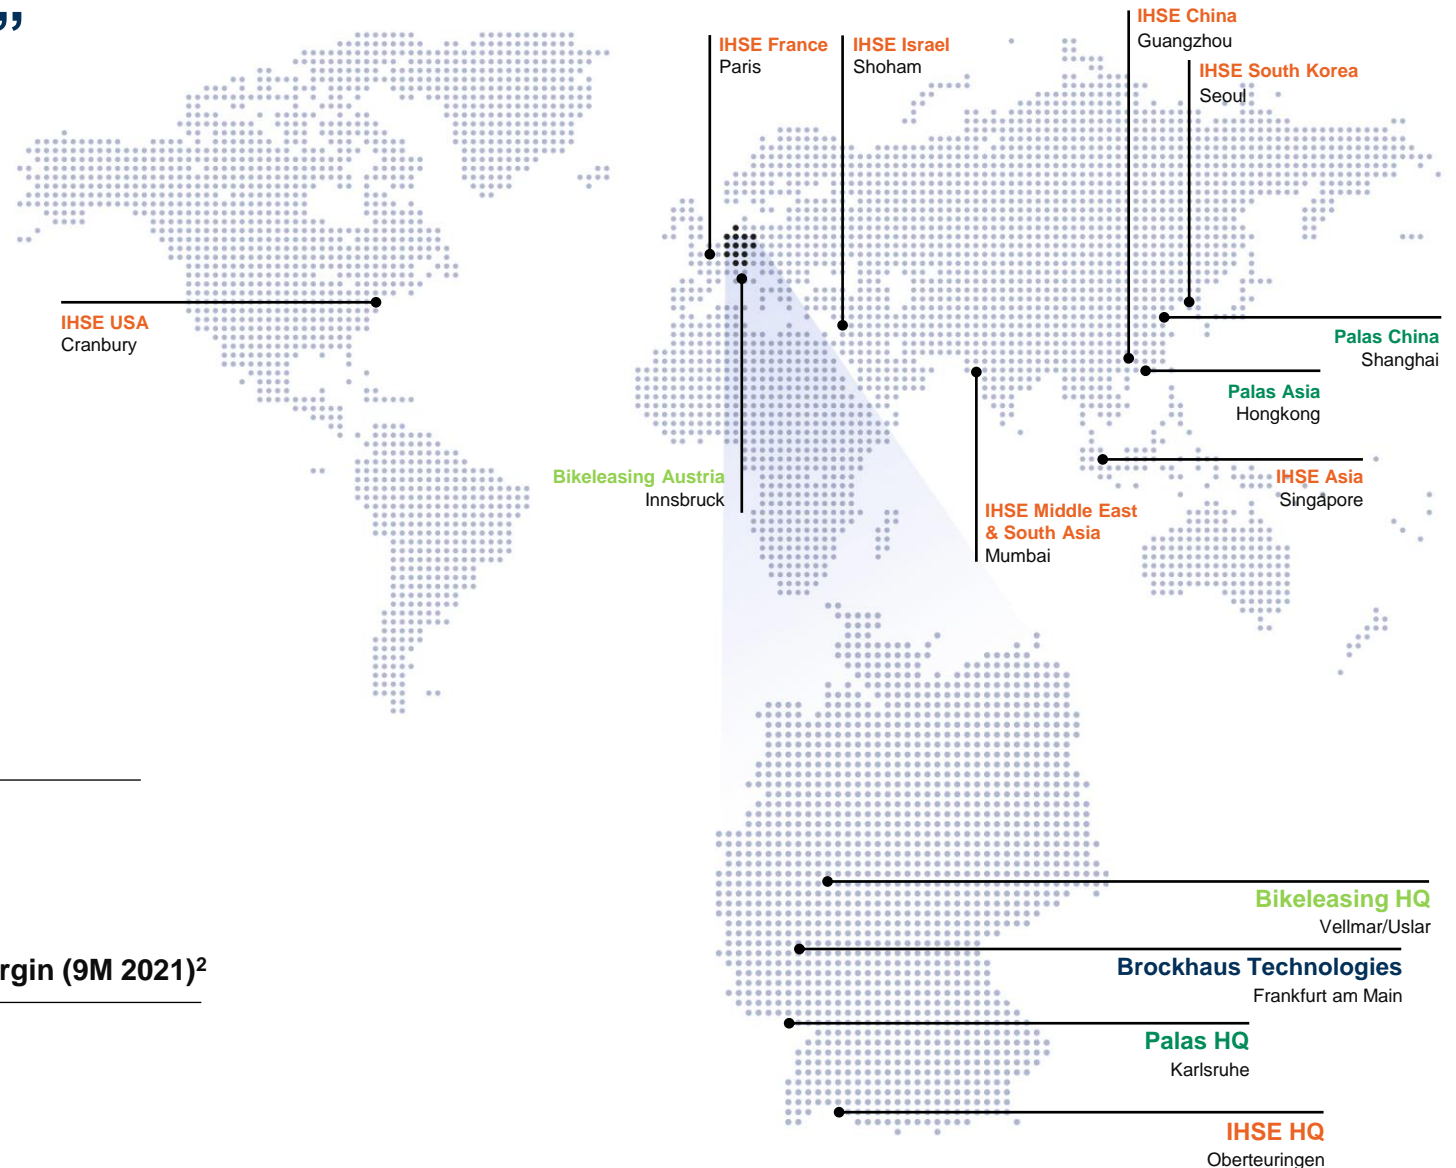 ”
IHSE China
Guangzhou
IHSE France
Paris
IHSE Israel
Shoham
IHSE South Korea
Seoul
IHSE USA
Cranbury
Palas China
Shanghai
Palas Asia
Hongkong
Bikeleasing Austria
Innsbruck
IHSE Asia
Singapore
IHSE Middle East
& South Asia
Mumbai
Bikeleasing HQ
Vellmar/Uslar
rgin (9M 2021)²
Brockhaus Technologies
Frankfurt am Main
Palas HQ
Karlsruhe
IHSE HQ
Oberteuringen